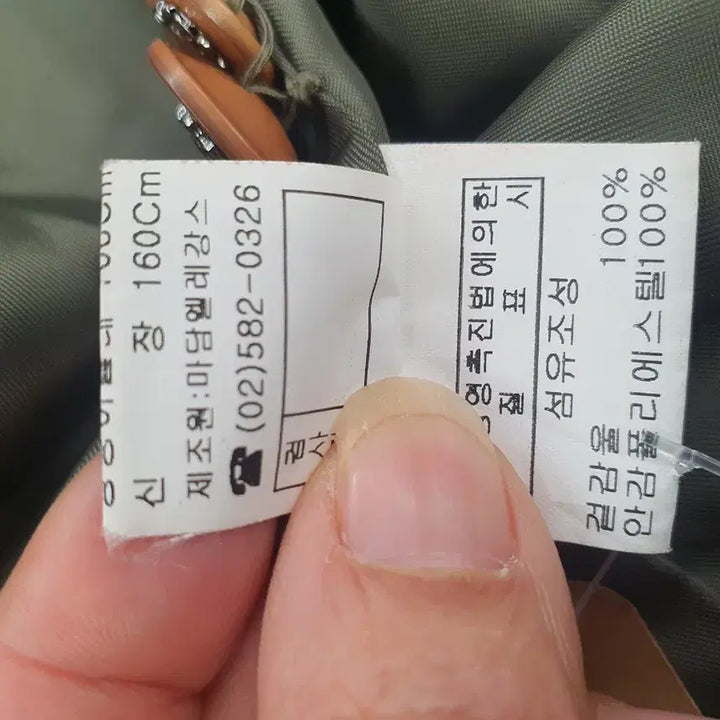 신 장 160Cm
제조원:마담엘레강스
(02)582-0326
검사
영촉진법에의한
질 표 시
섬유조성
겉감울 100%
안감폴리에스텔100%